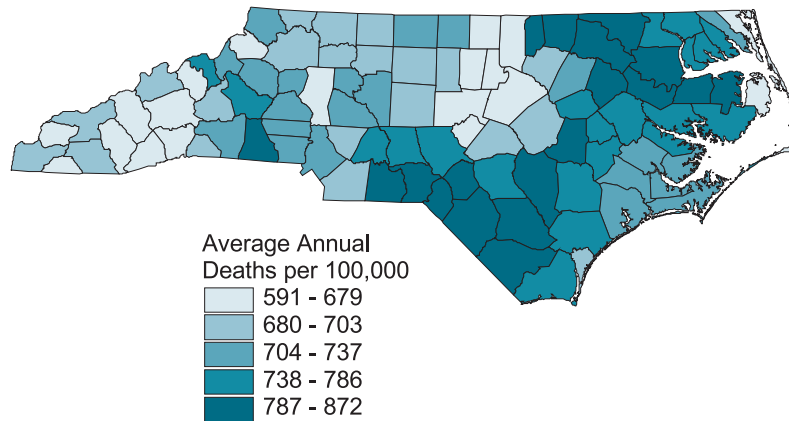 Average Annual
Deaths per 100,000
591 - 679
680 - 703
704 - 737
738 - 786
787 - 872